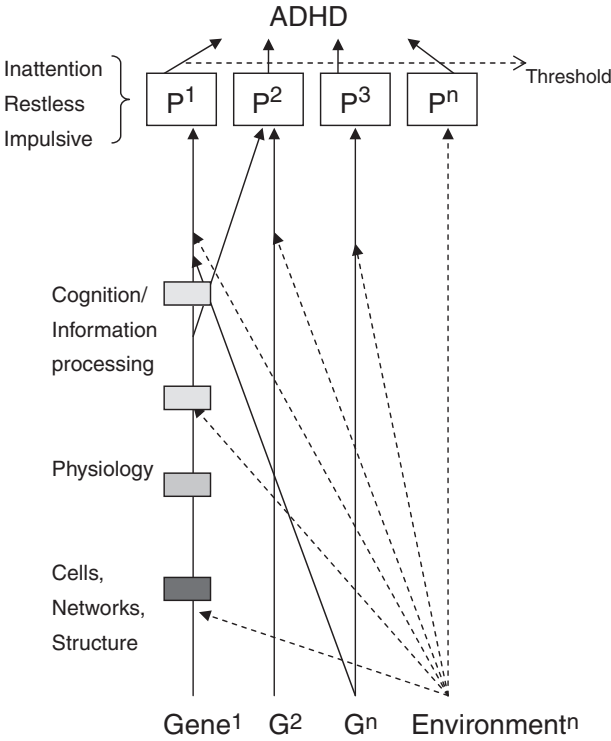 ADHD
Inattention
Restless
Impulsive
P¹
P²
P³
Pⁿ
Threshold
Cognition/
Information
processing
Physiology
Cells,
Networks,
Structure
Gene¹
G²
Gⁿ
Environmentⁿ